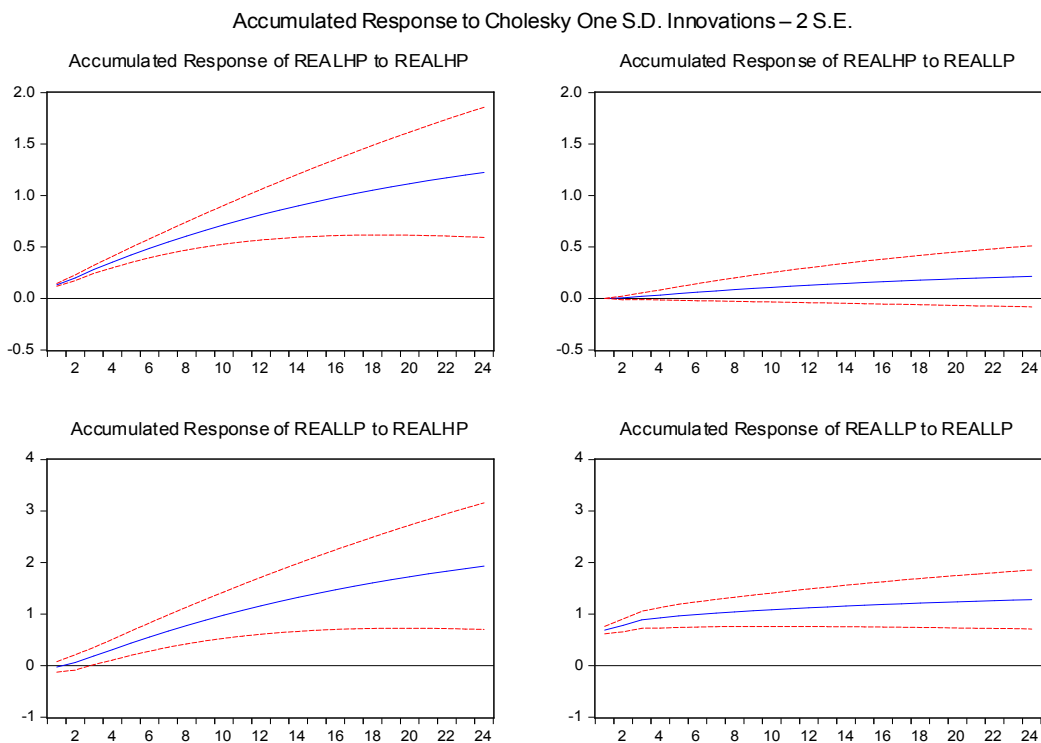 Accumulated Response to Cholesky One S.D. Innovations – 2 S.E.
Accumulated Response of REALHP to REALHP
2.0
1.5
1.0
0.5
0.0
-0.5
2 4 6 8 10 12 14 16 18 20 22 24
Accumulated Response of REALHP to REALLP
2.0
1.5
1.0
0.5
0.0
-0.5
2 4 6 8 10 12 14 16 18 20 22 24
Accumulated Response of REALLP to REALHP
4
3
2
1
0
-1
2 4 6 8 10 12 14 16 18 20 22 24
Accumulated Response of REALLP to REALLP
4
3
2
1
0
-1
2 4 6 8 10 12 14 16 18 20 22 24